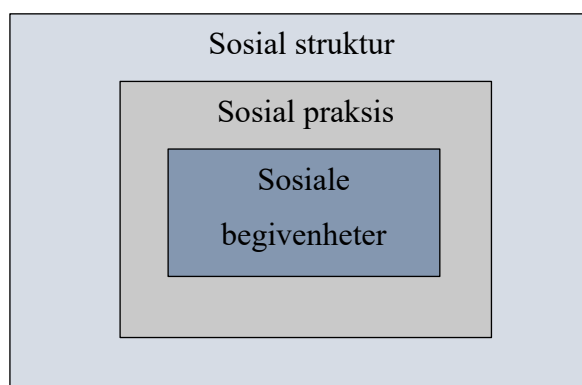 Sosial struktur
Sosial praksis
Sosiale
begivenheter